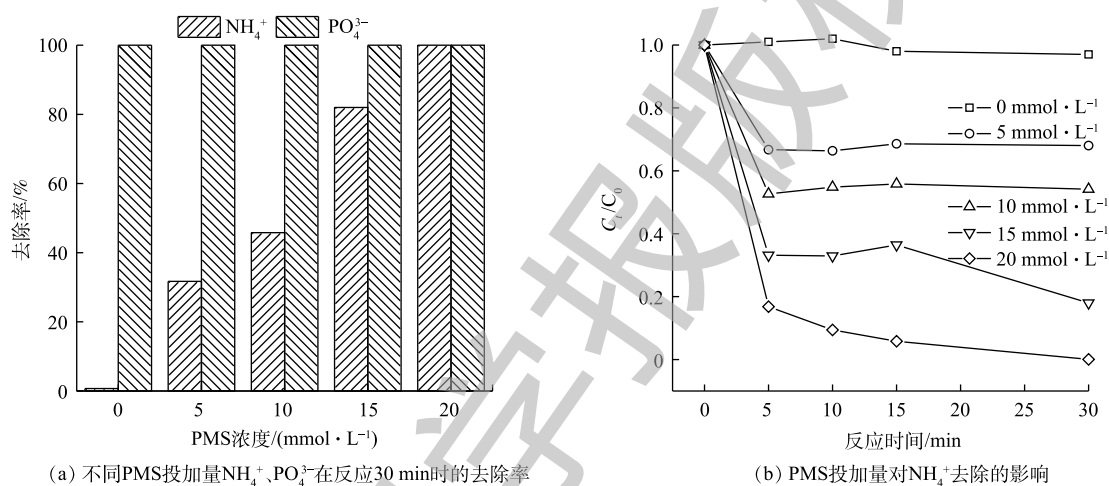 NH₄⁺ PO₄³⁻
100
80
60
40
20
0
去除率/%
0 5 10 15 20
PMS浓度/(mmol·L⁻¹)
(a) 不同PMS投加量NH₄⁺、PO₄³⁻在反应30 min时的去除率
1.0
0.8
0.6
0.4
0.2
0
Cₜ/C₀
0 mmol·L⁻¹
5 mmol·L⁻¹
10 mmol·L⁻¹
15 mmol·L⁻¹
20 mmol·L⁻¹
0 5 10 15 20 25 30
反应时间/min
(b) PMS投加量对NH₄⁺去除的影响
学报版权